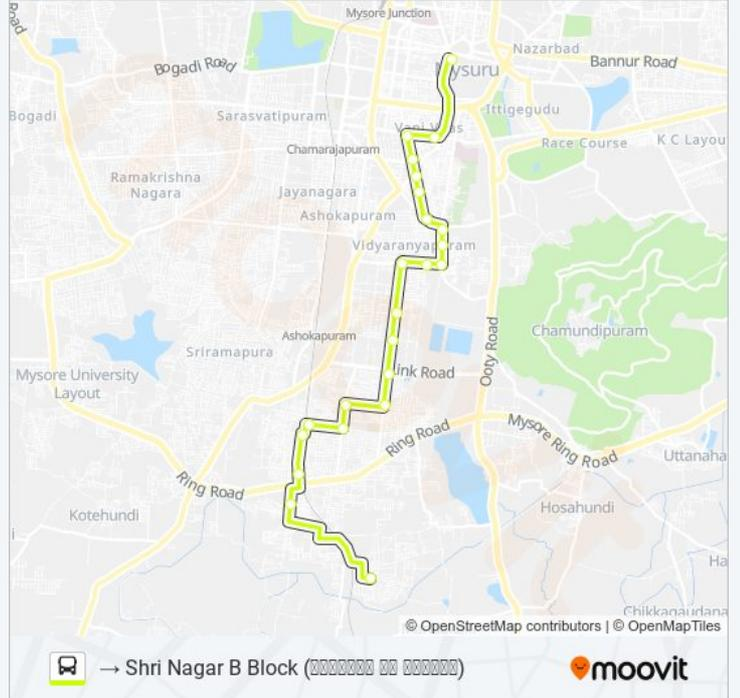 Mysore Junction
Road
Nazarbad
Bogadi Road
Mysuru
Bannur Road
Bogadi
Sarasvatipuram
Ittigegudu
Vani Vilas
Race Course
K C Layou
Chamarajapuram
Ramakrishna
Nagara
Jayanagara
Ashokapuram
Vidyaranyapuram
Chamundipuram
Ashokapuram
Sriramapura
Ooty Road
Link Road
Mysore University
Layout
Ring Road
Mysore Ring Road
Uttanaha
Ring Road
Kotehundi
Hosahundi
i
Ha
Chikkagaudana
© OpenStreetMap contributors | © OpenMapTiles
→ Shri Nagar B Block (▯▯▯▯▯▯▯ ▯▯ ▯▯▯▯▯▯)
moovit